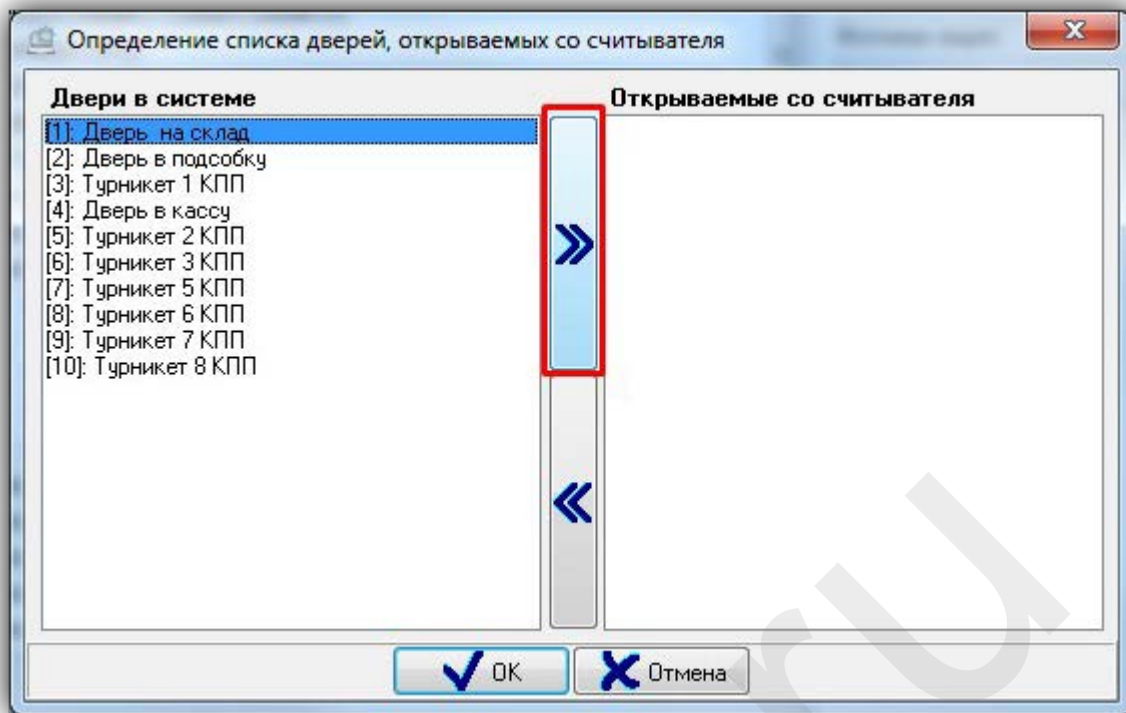 Определение списка дверей, открываемых со считывателя
Двери в системе
Открываемые со считывателя
[1]: Дверь на склад
[2]: Дверь в подсобку
[3]: Турникет 1 КПП
[4]: Дверь в кассу
[5]: Турникет 2 КПП
[6]: Турникет 3 КПП
[7]: Турникет 5 КПП
[8]: Турникет 6 КПП
[9]: Турникет 7 КПП
[10]: Турникет 8 КПП
OK
Отмена
ru